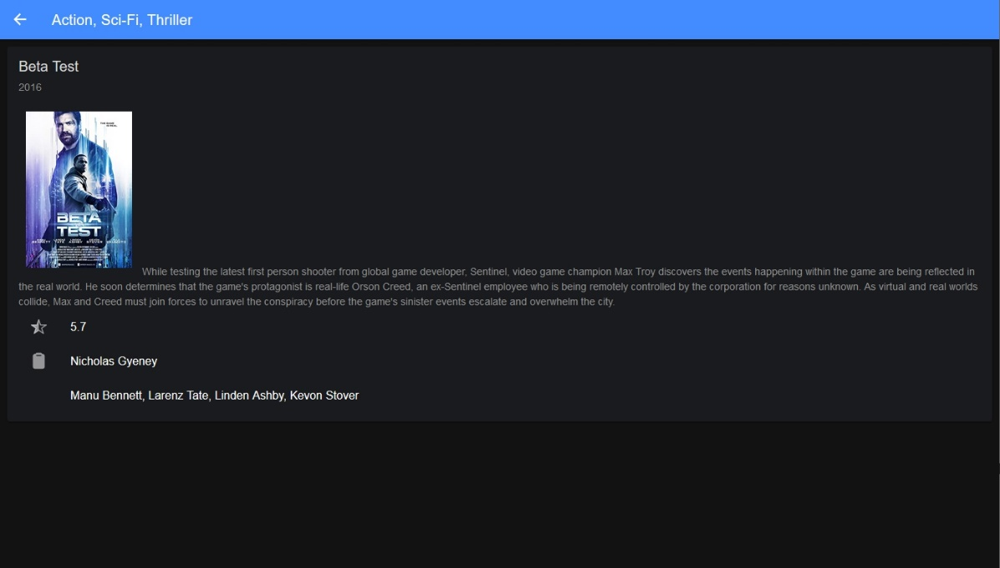 Action, Sci-Fi, Thriller
Beta Test
2016
THE GAME
IS REAL
BETA
TEST
While testing the latest first person shooter from global game developer, Sentinel, video game champion Max Troy discovers the events happening within the game are being reflected in
the real world. He soon determines that the game's protagonist is real-life Orson Creed, an ex-Sentinel employee who is being remotely controlled by the corporation for reasons unknown. As virtual and real worlds
collide, Max and Creed must join forces to unravel the conspiracy before the game's sinister events escalate and overwhelm the city.
5.7
Nicholas Gyeney
Manu Bennett, Larenz Tate, Linden Ashby, Kevon Stover